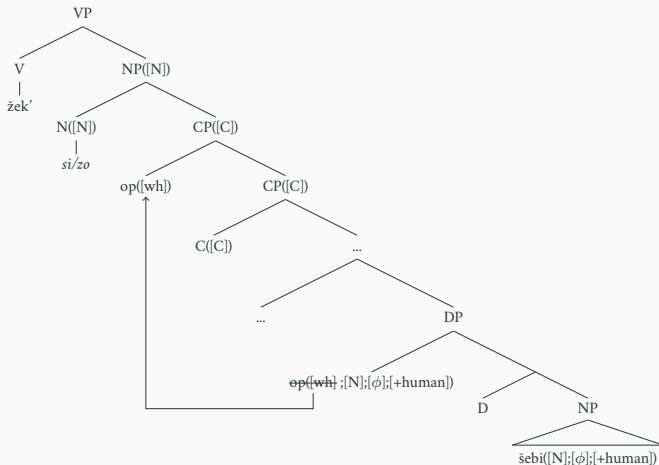 VP
V NP([N])
žek’
N([N]) CP([C])
si/zo
op([wh]) CP([C])
C([C]) ...
... DP
op([wh] ;[N];[ϕ];[+human])
D NP
šebi([N];[ϕ];[+human])